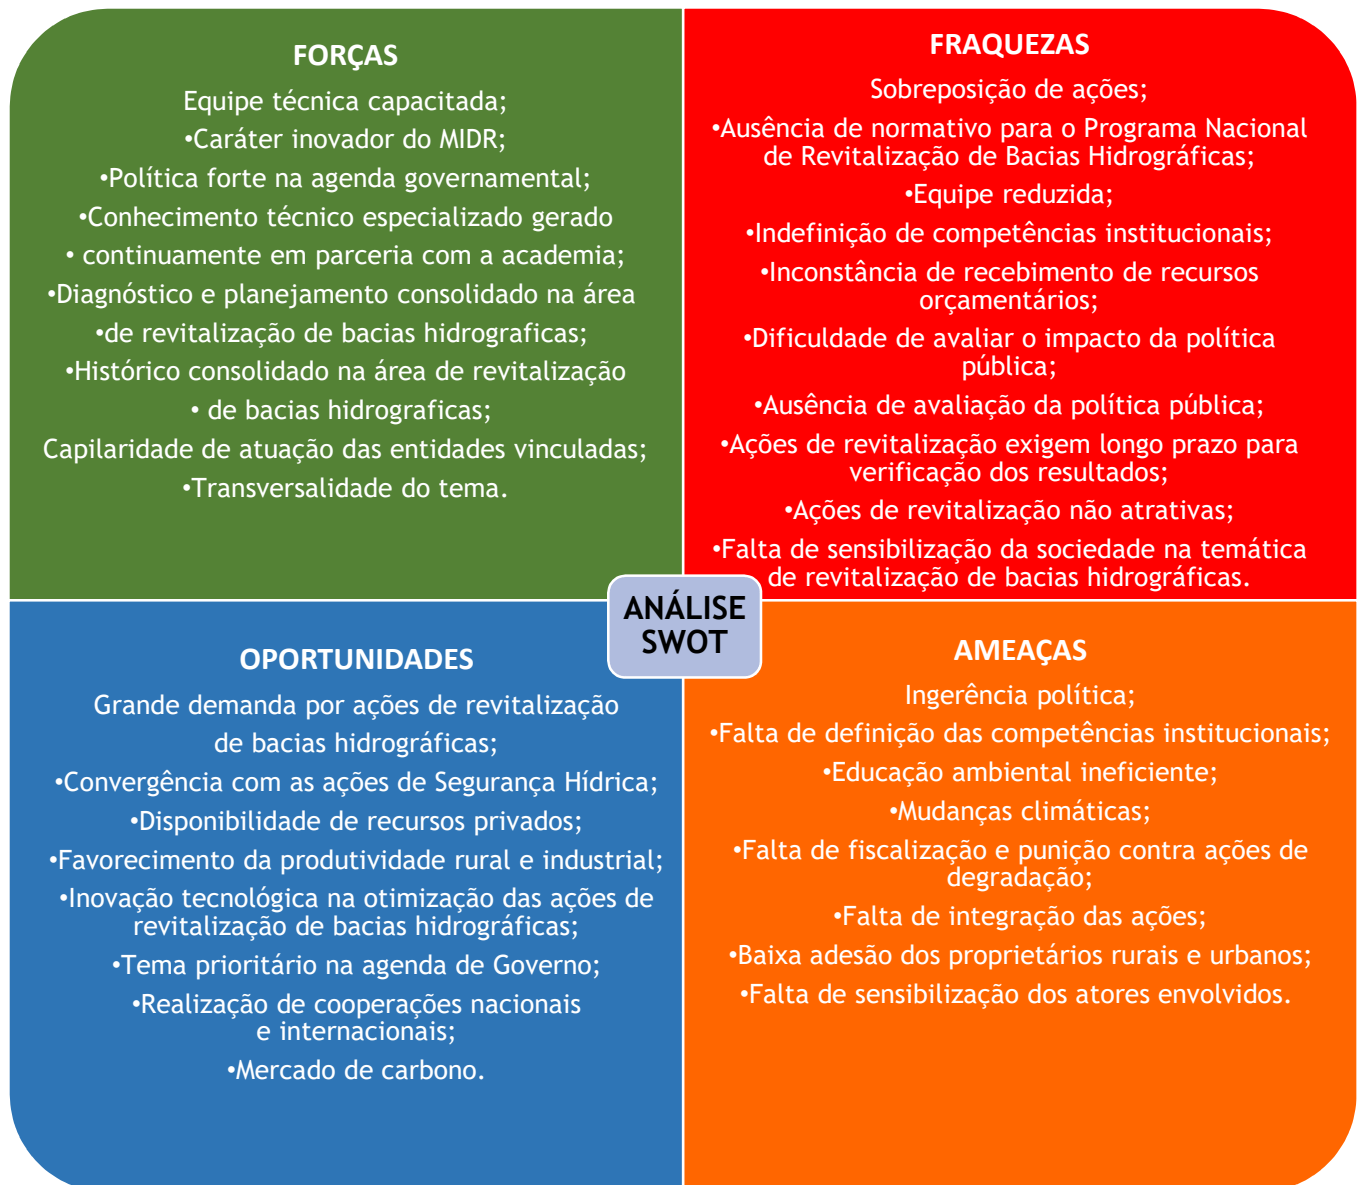 FORÇAS
Equipe técnica capacitada;
•Caráter inovador do MIDR;
•Política forte na agenda governamental;
•Conhecimento técnico especializado gerado
• continuamente em parceria com a academia;
•Diagnóstico e planejamento consolidado na área
•de revitalização de bacias hidrograficas;
•Histórico consolidado na área de revitalização
• de bacias hidrograficas;
Capilaridade de atuação das entidades vinculadas;
•Transversalidade do tema.
FRAQUEZAS
Sobreposição de ações;
•Ausência de normativo para o Programa Nacional
de Revitalização de Bacias Hidrográficas;
•Equipe reduzida;
•Indefinição de competências institucionais;
•Inconstância de recebimento de recursos
orçamentários;
•Dificuldade de avaliar o impacto da política
pública;
•Ausência de avaliação da política pública;
•Ações de revitalização exigem longo prazo para
verificação dos resultados;
•Ações de revitalização não atrativas;
•Falta de sensibilização da sociedade na temática
de revitalização de bacias hidrográficas.
ANÁLISE
SWOT
OPORTUNIDADES
Grande demanda por ações de revitalização
de bacias hidrográficas;
•Convergência com as ações de Segurança Hídrica;
•Disponibilidade de recursos privados;
•Favorecimento da produtividade rural e industrial;
•Inovação tecnológica na otimização das ações de
revitalização de bacias hidrográficas;
•Tema prioritário na agenda de Governo;
•Realização de cooperações nacionais
e internacionais;
•Mercado de carbono.
AMEAÇAS
Ingerência política;
•Falta de definição das competências institucionais;
•Educação ambiental ineficiente;
•Mudanças climáticas;
•Falta de fiscalização e punição contra ações de
degradação;
•Falta de integração das ações;
•Baixa adesão dos proprietários rurais e urbanos;
•Falta de sensibilização dos atores envolvidos.